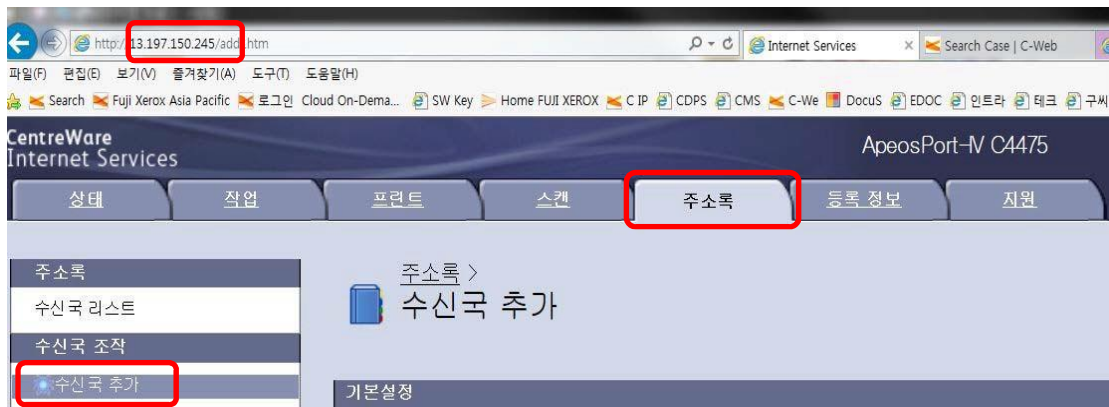 http://13.197.150.245/add.htm
Internet Services
Search Case | C-Web
파일(F) 편집(E) 보기(V) 즐겨찾기(A) 도구(T) 도움말(H)
Search Fuji Xerox Asia Pacific 로그인 Cloud On-Dema... SW Key Home FUJI XEROX C IP CDPS CMS C-We DocuS EDOC 인트라 테크 구씨
CentreWare
Internet Services
ApeosPort-IV C4475
상태 작업 프린트 스캔 주소록 등록 정보 지원
주소록
수신국 리스트
수신국 조작
수신국 추가
주소록 >
수신국 추가
기본설정